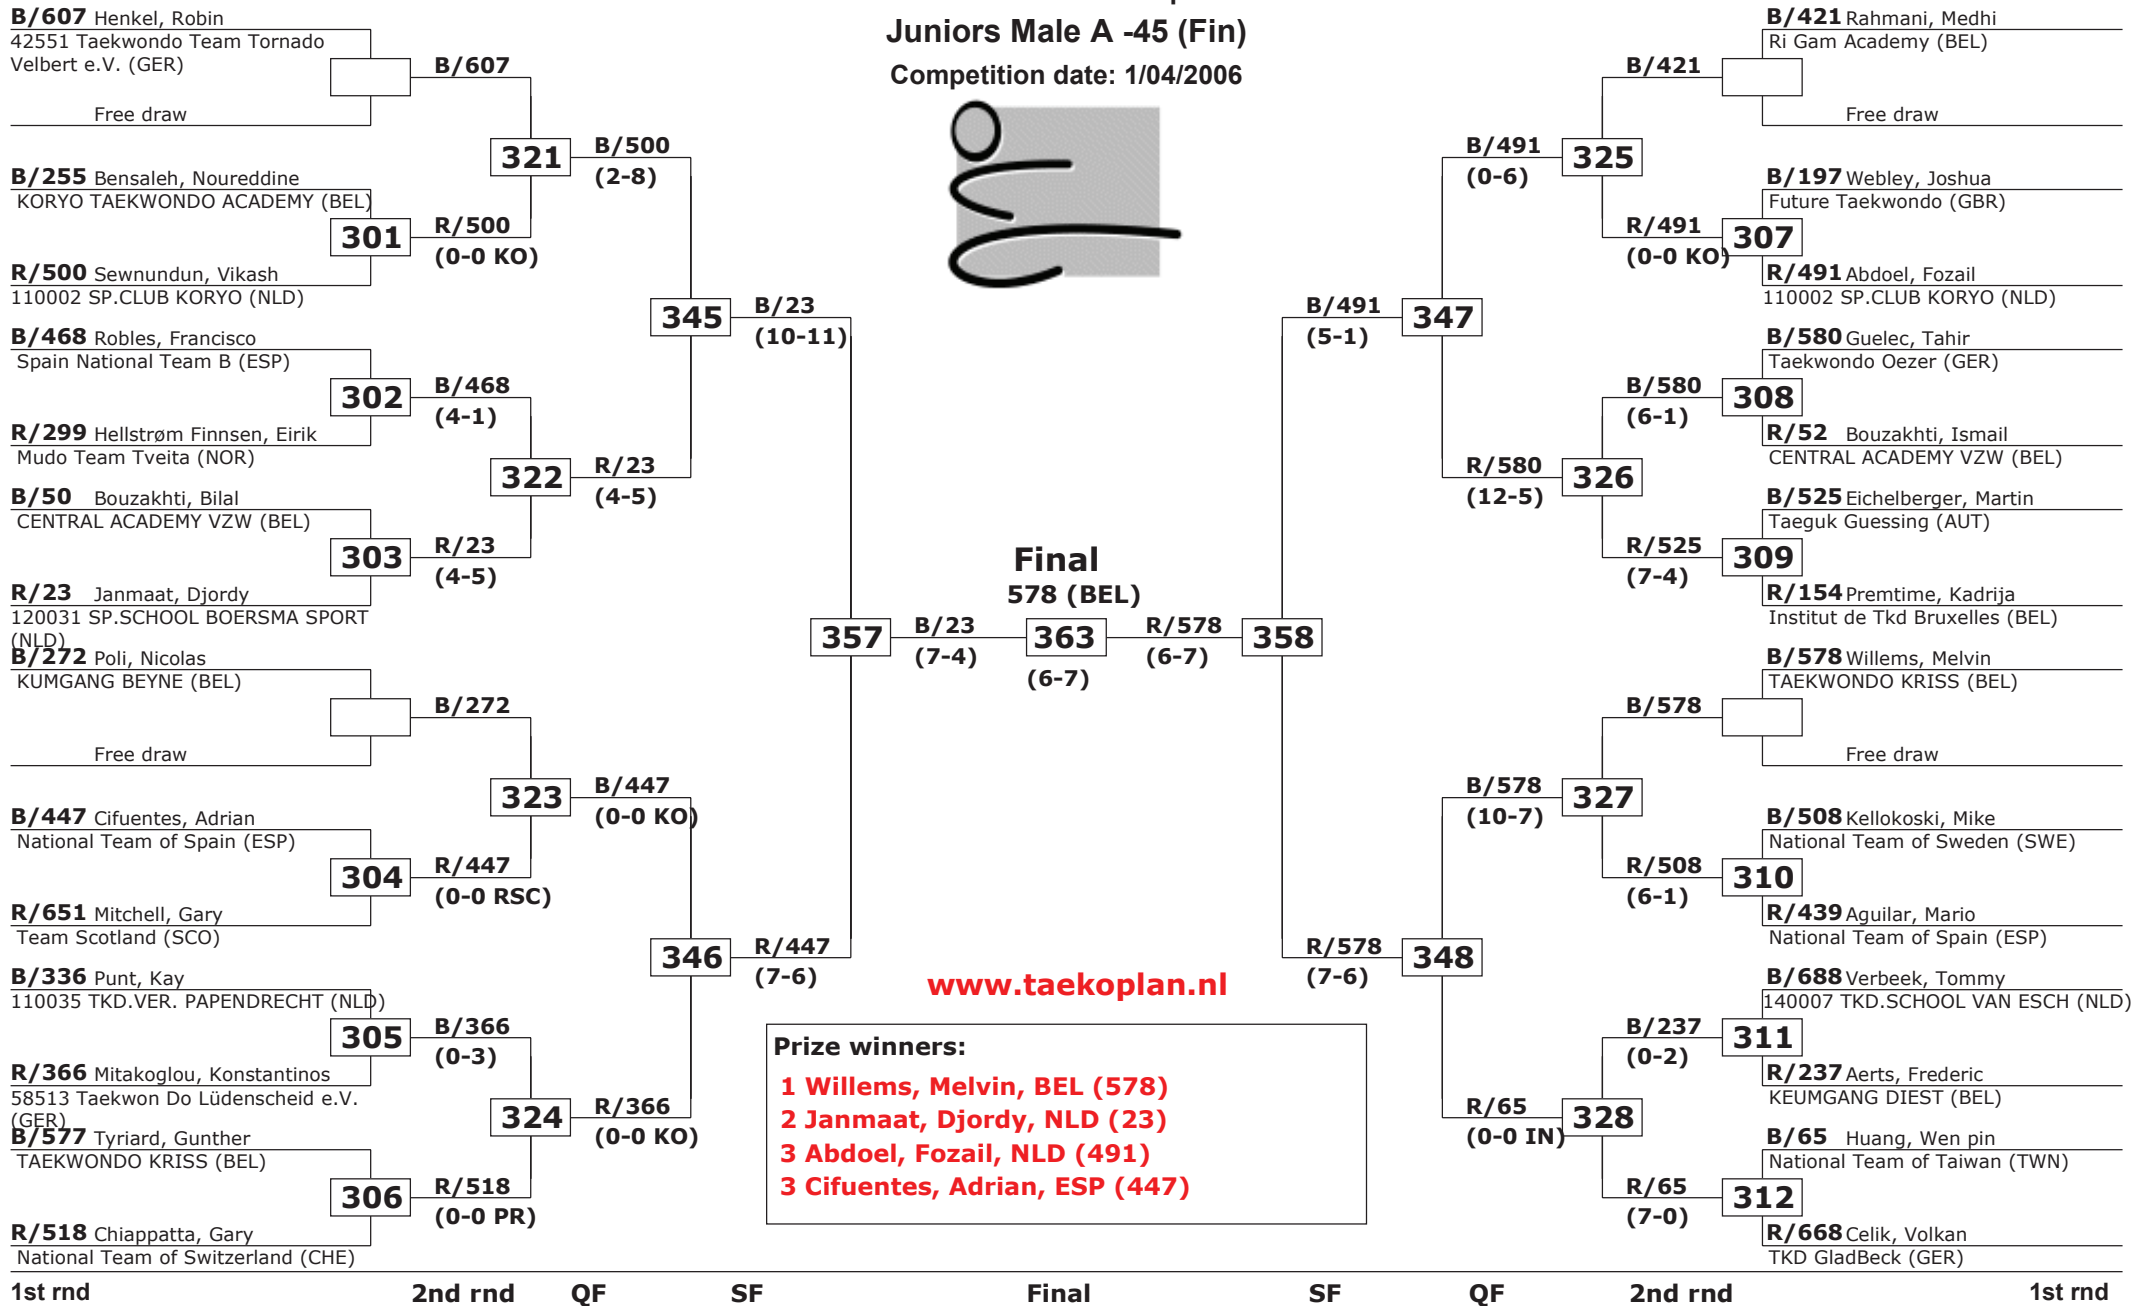 Juniors Male A -45 (Fin)
Competition date: 1/04/2006
B/607 Henkel, Robin
42551 Taekwondo Team Tornado
Velbert e.V. (GER)
Free draw
B/607
B/255 Bensaleh, Noureddine
KORYO TAEKWONDO ACADEMY (BEL)
301
R/500
(0-0 KO)
R/500 Sewnundun, Vikash
110002 SP.CLUB KORYO (NLD)
321
B/500
(2-8)
B/468 Robles, Francisco
Spain National Team B (ESP)
302
B/468
(4-1)
R/299 Hellstrøm Finnsen, Eirik
Mudo Team Tveita (NOR)
322
R/23
(4-5)
B/50 Bouzakhti, Bilal
CENTRAL ACADEMY VZW (BEL)
303
R/23
(4-5)
R/23 Janmaat, Djordy
120031 SP.SCHOOL BOERSMA SPORT
(NLD)
345
B/23
(10-11)
B/272 Poli, Nicolas
KUMGANG BEYNE (BEL)
B/272
Free draw
323
B/447
(0-0 KO)
B/447 Cifuentes, Adrian
National Team of Spain (ESP)
304
R/447
(0-0 RSC)
R/651 Mitchell, Gary
Team Scotland (SCO)
346
R/447
(7-6)
B/336 Punt, Kay
110035 TKD.VER. PAPENDRECHT (NLD)
305
B/366
(0-3)
R/366 Mitakoglou, Konstantinos
58513 Taekwon Do Lüdenscheid e.V.
(GER)
324
R/366
(0-0 KO)
B/577 Tyriard, Gunther
TAEKWONDO KRISS (BEL)
306
R/518
(0-0 PR)
R/518 Chiappatta, Gary
National Team of Switzerland (CHE)
357
B/23
(7-4)
Final
578 (BEL)
363
(6-7)
R/578
(6-7)
358
B/421 Rahmani, Medhi
Ri Gam Academy (BEL)
B/421
Free draw
B/491
(0-6)
325
B/197 Webley, Joshua
Future Taekwondo (GBR)
R/491
(0-0 KO)
307
R/491 Abdoel, Fozail
110002 SP.CLUB KORYO (NLD)
B/491
(5-1)
347
B/580 Guelec, Tahir
Taekwondo Oezer (GER)
B/580
(6-1)
308
R/52 Bouzakhti, Ismail
CENTRAL ACADEMY VZW (BEL)
R/580
(12-5)
326
B/525 Eichelberger, Martin
Taeguk Guessing (AUT)
R/525
(7-4)
309
R/154 Premtime, Kadrija
Institut de Tkd Bruxelles (BEL)
B/578 Willems, Melvin
TAEKWONDO KRISS (BEL)
B/578
Free draw
B/578
(10-7)
327
B/508 Kellokoski, Mike
National Team of Sweden (SWE)
R/508
(6-1)
310
R/439 Aguilar, Mario
National Team of Spain (ESP)
R/578
(7-6)
348
B/688 Verbeek, Tommy
140007 TKD.SCHOOL VAN ESCH (NLD)
B/237
(0-2)
311
R/237 Aerts, Frederic
KEUMGANG DIEST (BEL)
R/65
(0-0 IN)
328
B/65 Huang, Wen pin
National Team of Taiwan (TWN)
R/65
(7-0)
312
R/668 Celik, Volkan
TKD GladBeck (GER)
www.taekoplan.nl
Prize winners:
1 Willems, Melvin, BEL (578)
2 Janmaat, Djordy, NLD (23)
3 Abdoel, Fozail, NLD (491)
3 Cifuentes, Adrian, ESP (447)
1st rnd 2nd rnd QF SF Final SF QF 2nd rnd 1st rnd